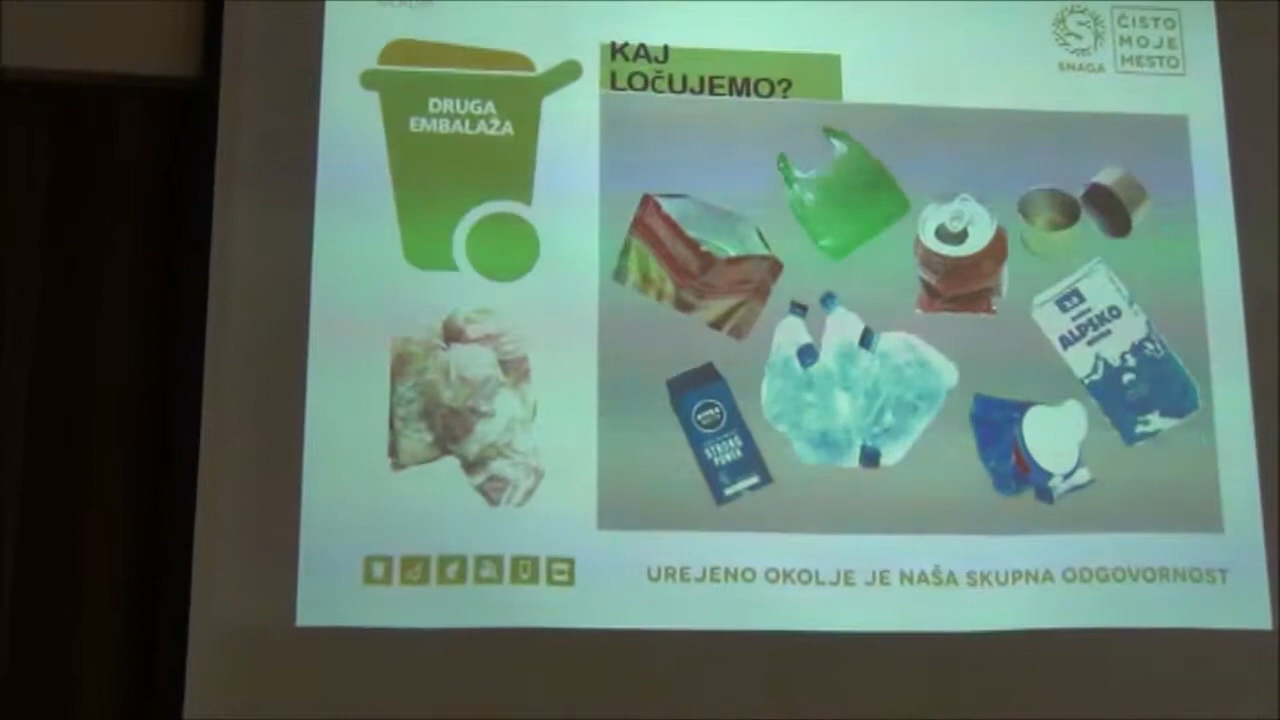 KAJ
LOČUJEMO?
DRUGA
EMBALAŽA
SNAGA
ČISTO
MOJE
MESTO
ALPSKO
NIVEA
STRONG
POWER
UREJENO OKOLJE JE NAŠA SKUPNA ODGOVORNOST